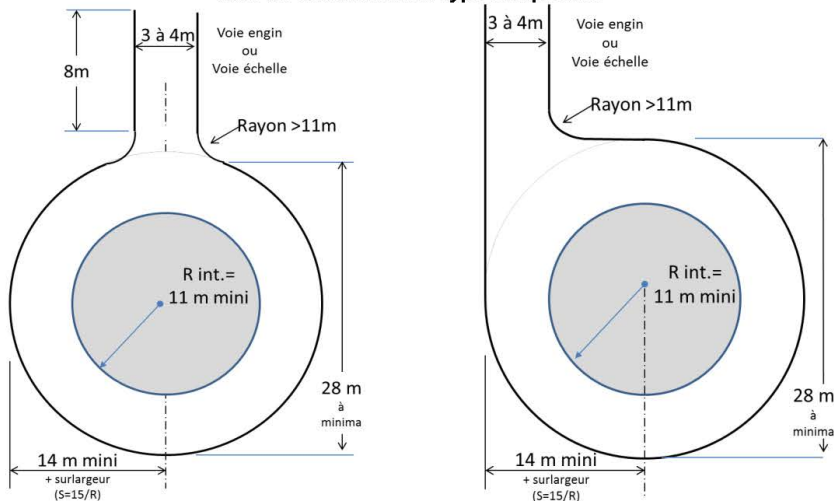 3 à 4m
Voie engin
ou
Voie échelle
8m
Rayon >11m
R int.=
11 m mini
28 m
à
minima
14 m mini
+ surlargeur
(S=15/R)
3 à 4m
Voie engin
ou
Voie échelle
Rayon >11m
R int.=
11 m mini
28 m
à
minima
14 m mini
+ surlargeur
(S=15/R)